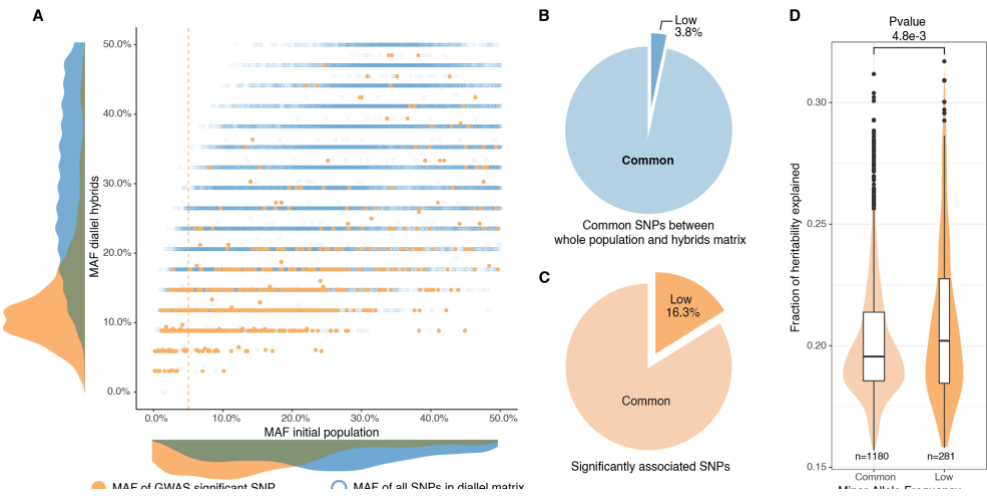 A
MAF diallel hybrids
50.0%
40.0%
30.0%
20.0%
10.0%
0.0%
0.0% 10.0% 20.0% 30.0% 40.0% 50.0%
MAF initial population
MAF of GWAS significant SNP
MAF of all SNPs in diallel matrix
B
Low
3.8%
Common
Common SNPs between
whole population and hybrids matrix
C
Low
16.3%
Common
Significantly associated SNPs
D
Pvalue
4.8e-3
Fraction of heritability explained
0.30
0.25
0.20
0.15
n=1180 n=281
Common Low
Minor Allele Frequency